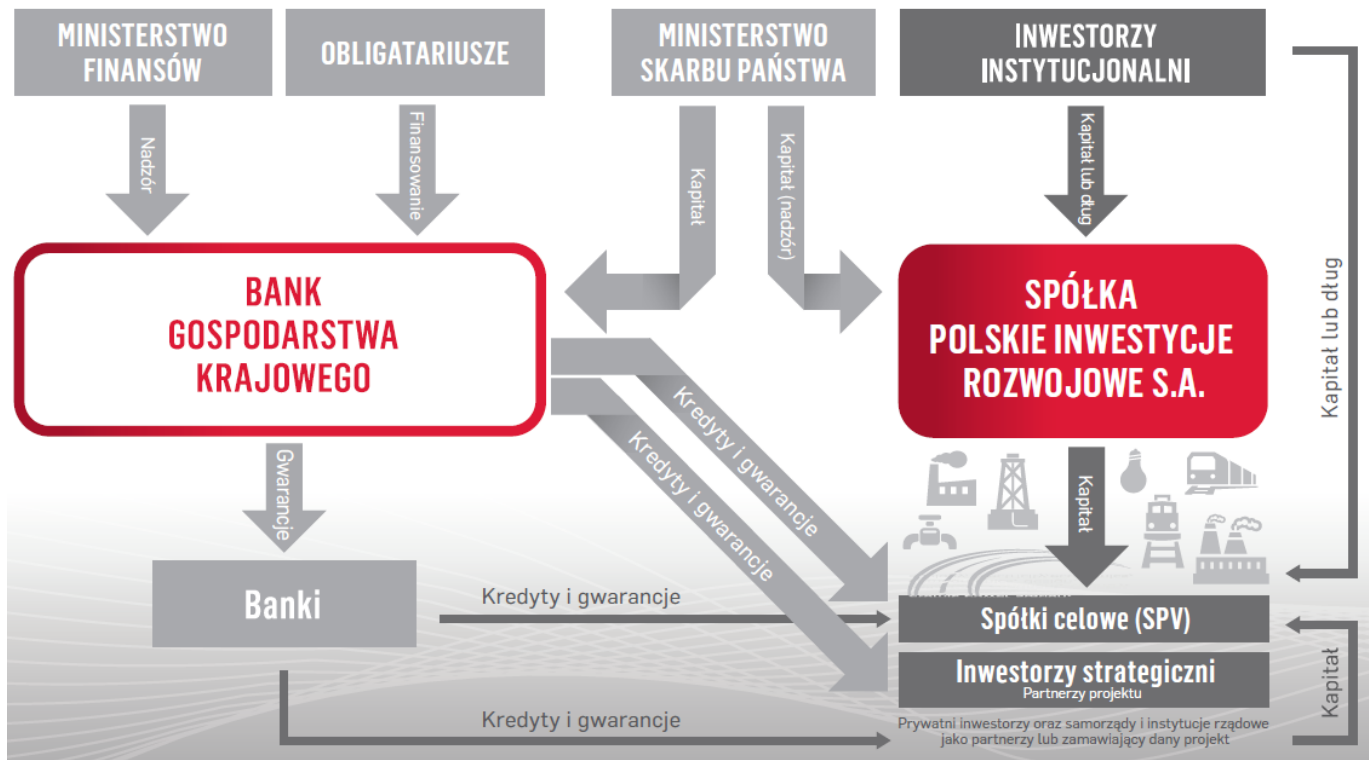 MINISTERSTWO
FINANSÓW
OBLIGATARIUSZE
MINISTERSTWO
SKARBU PAŃSTWA
INWESTORZY
INSTYTUCJONALNI
Nadzór
Finansowanie
Kapitał
Kapitał (nadzór)
Kapitał lub dług
Kapitał lub dług
BANK
GOSPODARSTWA
KRAJOWEGO
SPÓŁKA
POLSKIE INWESTYCJE
ROZWOJOWE S.A.
Kredyty i gwarancje
Kredyty i gwarancje
Gwarancje
Kapitał
Banki
Kredyty i gwarancje
Spółki celowe (SPV)
Inwestorzy strategiczni
Partnerzy projektu
Kapitał
Kredyty i gwarancje
Prywatni inwestorzy oraz samorządy i instytucje rządowe
jako partnerzy lub zamawiający dany projekt